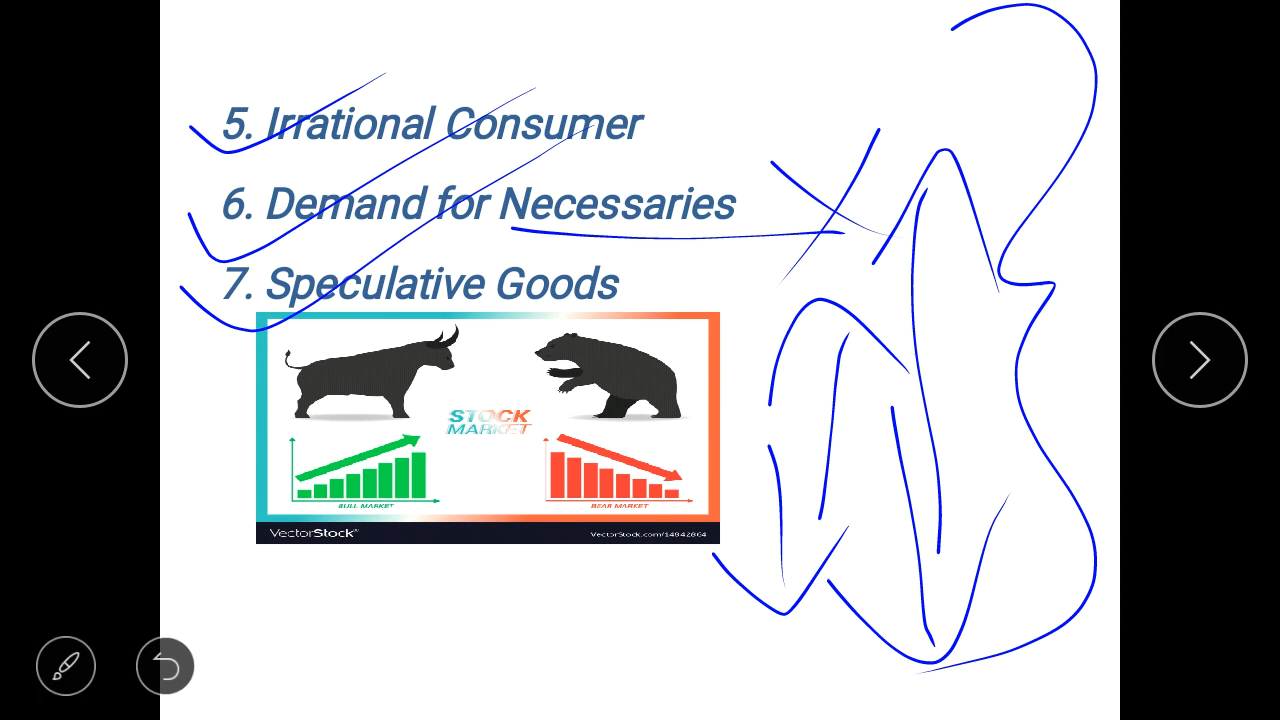 5. Irrational Consumer
6. Demand for Necessaries
7. Speculative Goods
STOCK
MARKET
BULL MARKET
BEAR MARKET
VectorStock®
VectorStock.com/14842864